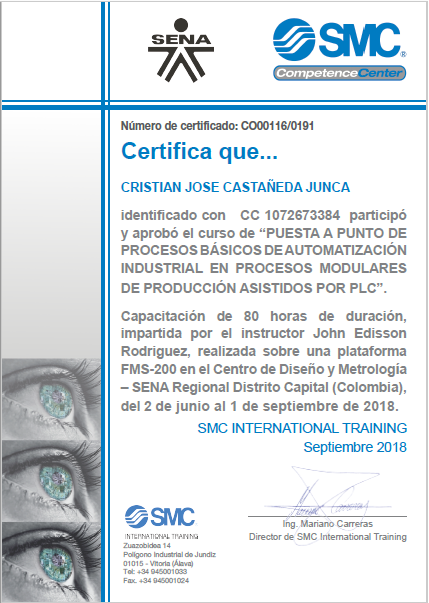 SENA
SMC®
CompetenceCenter
Número de certificado: CO00116/0191
Certifica que...
CRISTIAN JOSE CASTAÑEDA JUNCA
identificado con CC 1072673384 participó
y aprobó el curso de “PUESTA A PUNTO DE
PROCESOS BÁSICOS DE AUTOMATIZACIÓN
INDUSTRIAL EN PROCESOS MODULARES
DE PRODUCCIÓN ASISTIDOS POR PLC”.
Capacitación de 80 horas de duración,
impartida por el instructor John Edisson
Rodriguez, realizada sobre una plataforma
FMS-200 en el Centro de Diseño y Metrología
– SENA Regional Distrito Capital (Colombia),
del 2 de junio al 1 de septiembre de 2018.
SMC INTERNATIONAL TRAINING
Septiembre 2018
SMC
INTERNATIONAL TRAINING
Zuazobidea 14
Polígono Industrial de Jundiz
01015 - Vitoria (Álava)
Tel: +34 945001033
Fax. +34 945001024
Ing. Mariano Carreras
Director de SMC International Training